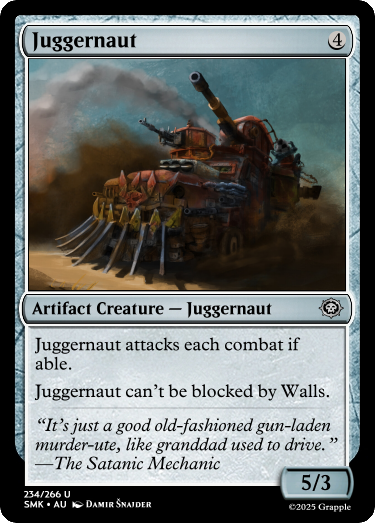 Juggernaut 4
Artifact Creature — Juggernaut
Juggernaut attacks each combat if
able.
Juggernaut can't be blocked by Walls.
“It's just a good old-fashioned gun-laden
murder-ute, like granddad used to drive.”
—The Satanic Mechanic
5/3
234/266 U
SMK • AU Damir Šnajder
©2025 Grapple